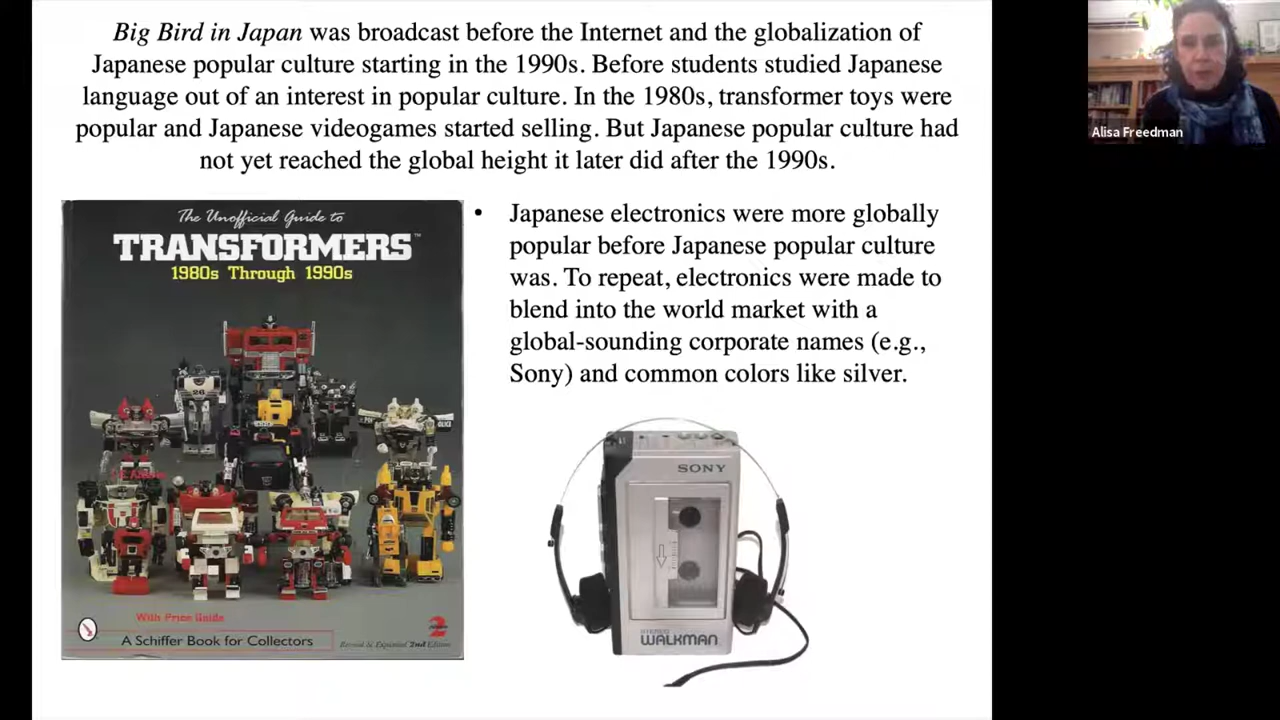 Big Bird in Japan was broadcast before the Internet and the globalization of
Japanese popular culture starting in the 1990s. Before students studied Japanese
language out of an interest in popular culture. In the 1980s, transformer toys were
popular and Japanese videogames started selling. But Japanese popular culture had
not yet reached the global height it later did after the 1990s.
Alisa Freedman
The Unofficial Guide to
TRANSFORMERS™
1980s Through 1990s
With Price Guide
A Schiffer Book for Collectors
Revised & Expanded 2nd Edition
2
• Japanese electronics were more globally
popular before Japanese popular culture
was. To repeat, electronics were made to
blend into the world market with a
global-sounding corporate names (e.g.,
Sony) and common colors like silver.
SONY
STEREO
WALKMAN